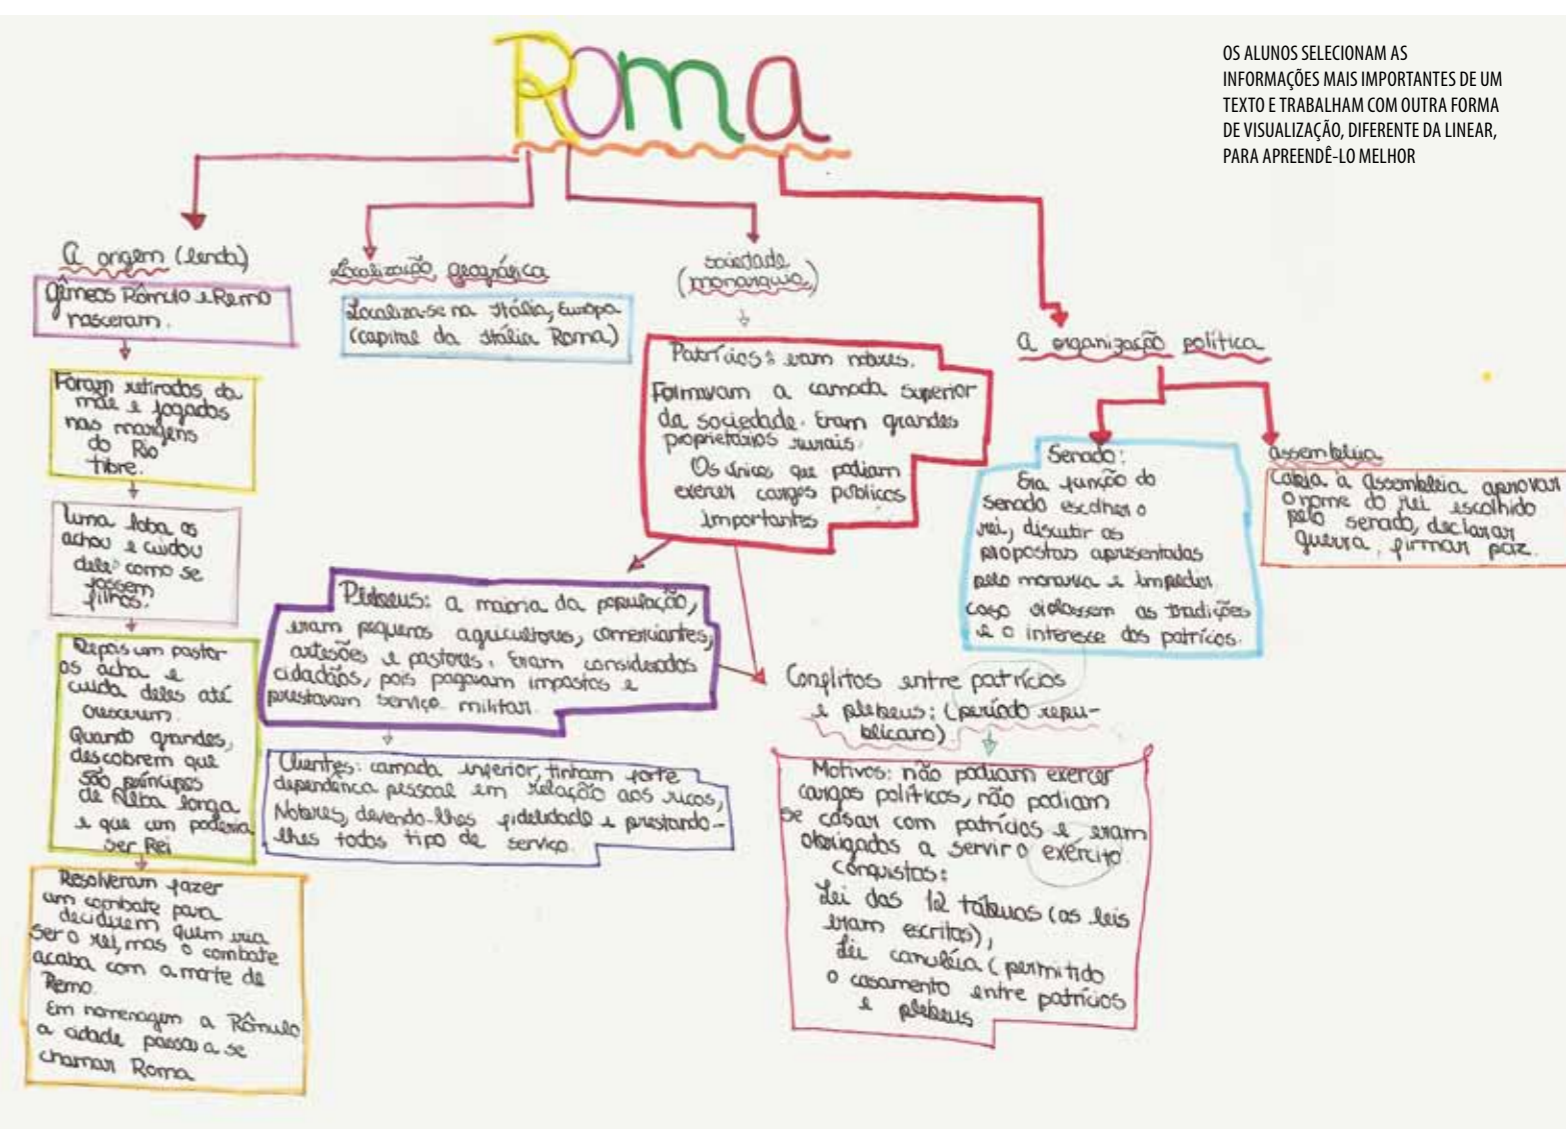 Roma
OS ALUNOS SELECIONAM AS
INFORMAÇÕES MAIS IMPORTANTES DE UM
TEXTO E TRABALHAM COM OUTRA FORMA
DE VISUALIZAÇÃO, DIFERENTE DA LINEAR,
PARA APREENDÊ-LO MELHOR
A origem (lenda)
Gêmeos Rômulo e Remo
nasceram.
Foram retirados da
mãe e jogados
nas margens
do Rio
tibre.
Uma loba os
achou e cuidou
deles como se
fossem
filhos.
Depois um pastor
os acha e
cuida deles até
crescerem.
Quando grandes,
descobrem que
são príncipes
de Alba longa
e que um poderia
ser Rei
Resolveram fazer
um combate para
decidirem quem iria
ser o rei, mas o combate
acaba com a morte de
Remo.
Em homenagem a Rômulo
a cidade passou a se
chamar Roma
Localização geográfica
Localiza-se na Itália, Europa
(capital da Itália Roma)
sociedade
(monarquia)
Patrícios: eram nobres.
Formavam a camada superior
da sociedade. Eram grandes
proprietários rurais.
Os únicos que podiam
exercer cargos públicos
importantes
Plebeus: a maioria da população,
eram pequenos agricultores, comerciantes,
artesões e pastores. Eram considerados
cidadãos, pois pagavam impostos e
prestavam serviço militar.
Clientes: camada inferior, tinham forte
dependênca pessoal em relação aos ricos,
Nobres, devendo-lhes fidelidade e prestando-
lhes todos tipo de serviço.
Conflitos entre patrícios
e plebeus: (período repu-
blicano).
Motivos: não podiam exercer
cargos políticos, não podiam
se casar com patrícios e eram
obrigados a servir o exército
conquistas:
Lei das 12 tábuas (as leis
eram escritas),
Lei canuléia (permitido
o casamento entre patrícios
e plebeus
A organização política
Senado:
Era função do
senado escolher o
rei, discutir as
propostas apresentadas
pelo monarca e impedir
caso violassem as tradições
e o interesse dos patrícos.
assembleia
Cabia à assembleia aprovar
o nome do rei escolhido
pelo senado, declarar
guerra, firmar paz.